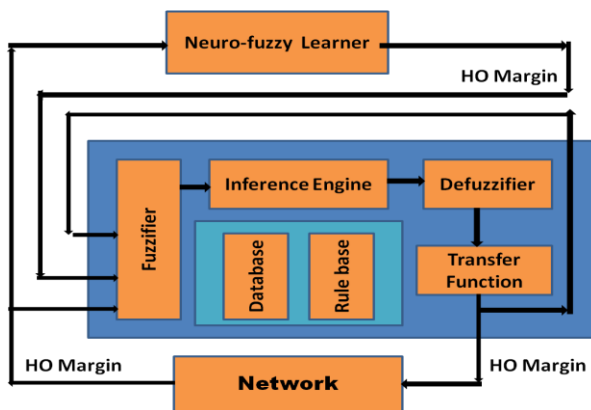 Neuro-fuzzy Learner
HO Margin
Fuzzifier
Inference Engine
Defuzzifier
Database
Rule base
Transfer
Function
HO Margin
Network
HO Margin